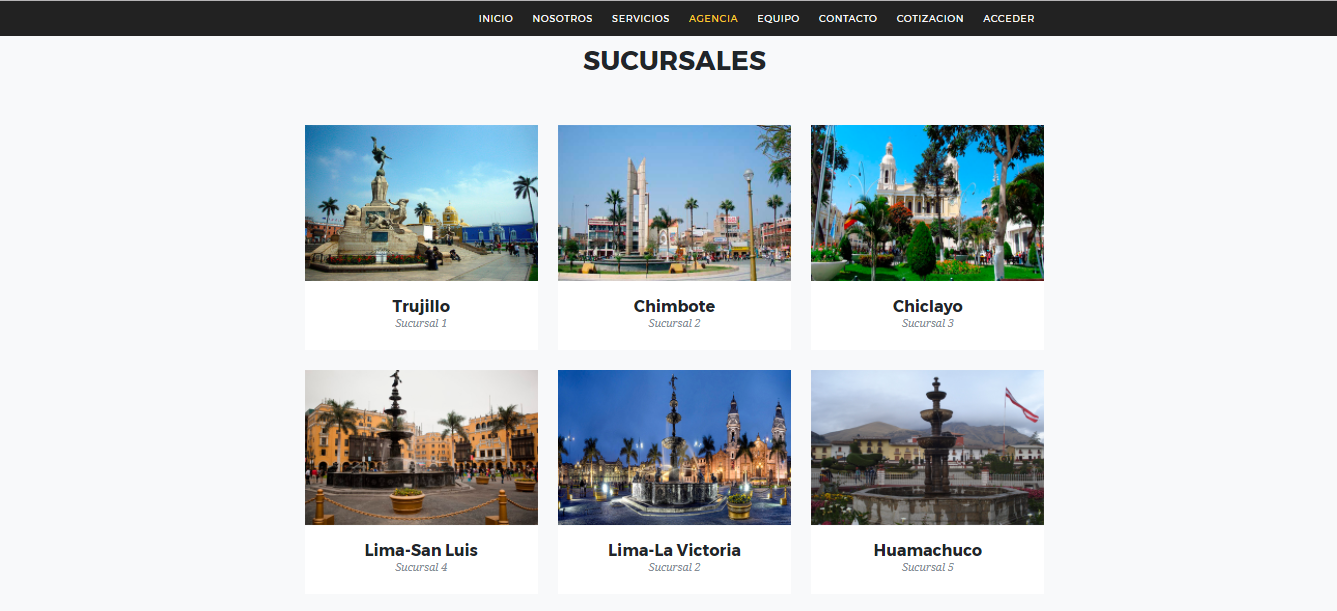 INICIO NOSOTROS SERVICIOS AGENCIA EQUIPO CONTACTO COTIZACION ACCEDER
SUCURSALES
Trujillo
Sucursal 1
Chimbote
Sucursal 2
Chiclayo
Sucursal 3
Lima-San Luis
Sucursal 4
Lima-La Victoria
Sucursal 2
Huamachuco
Sucursal 5